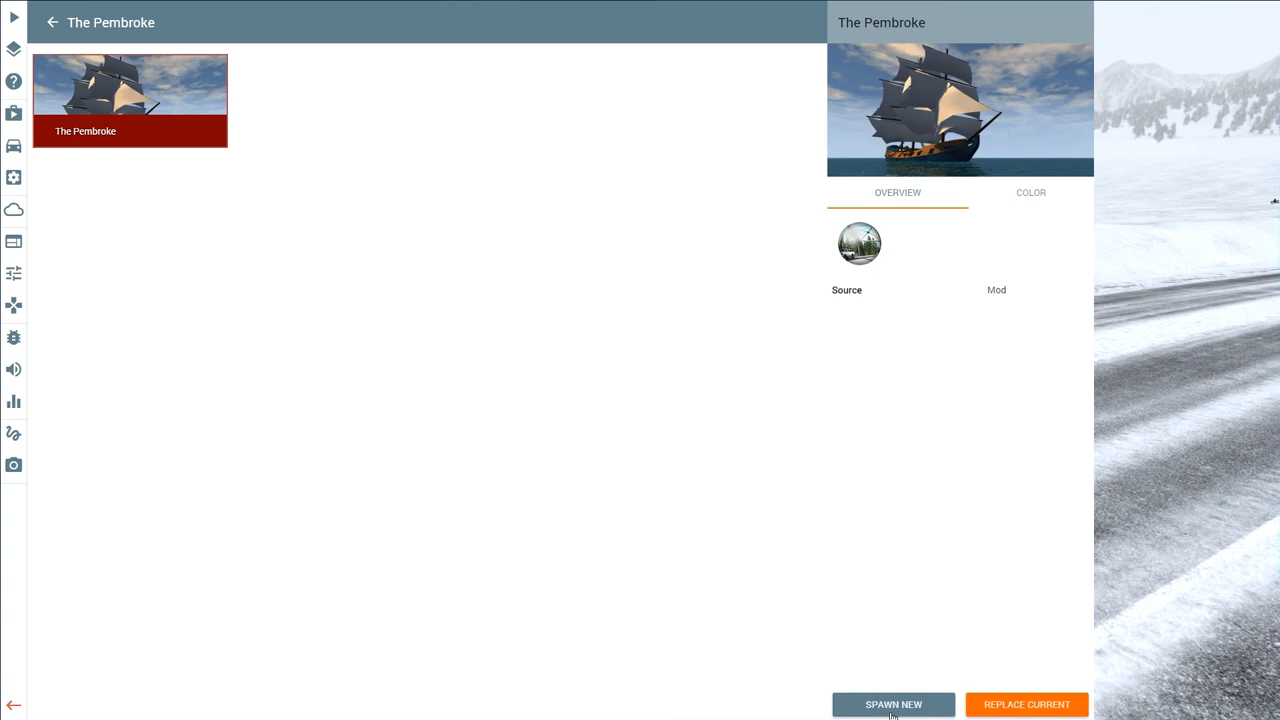 The Pembroke
The Pembroke
The Pembroke
OVERVIEW COLOR
Source Mod
SPAWN NEW REPLACE CURRENT